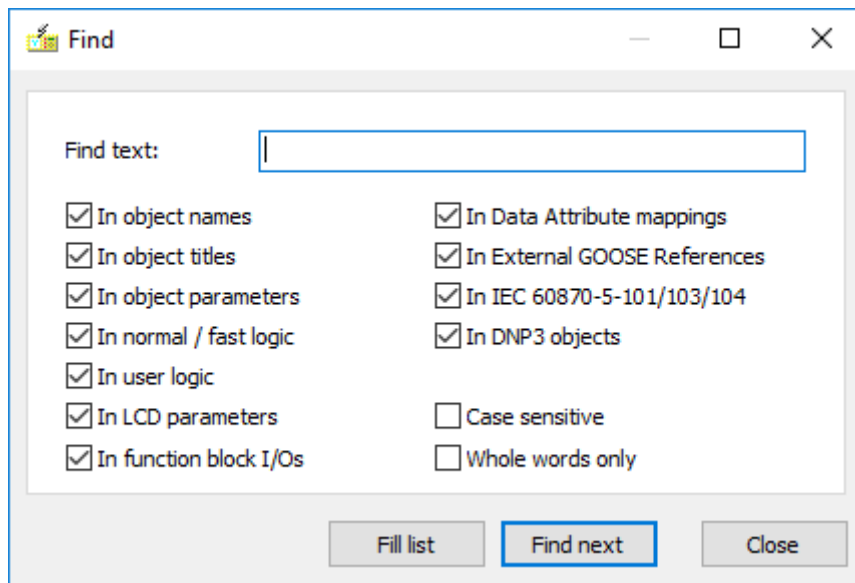 Find
Find text:
In object names
In object titles
In object parameters
In normal / fast logic
In user logic
In LCD parameters
In function block I/Os
In Data Attribute mappings
In External GOOSE References
In IEC 60870-5-101/103/104
In DNP3 objects
Case sensitive
Whole words only
Fill list
Find next
Close